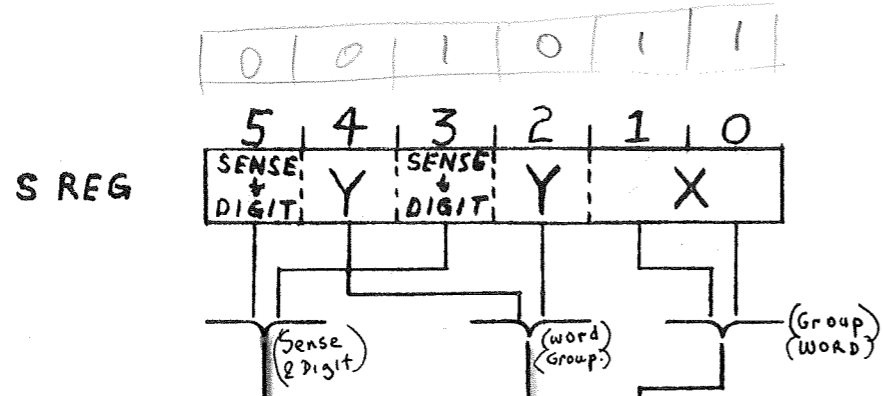 0 0 1 0 1 1
5 4 3 2 1 0
S REG
SENSE & DIGIT
Y
SENSE & DIGIT
Y
X
(Sense
& Digit)
(word)
(Group.)
(Group)
(WORD)